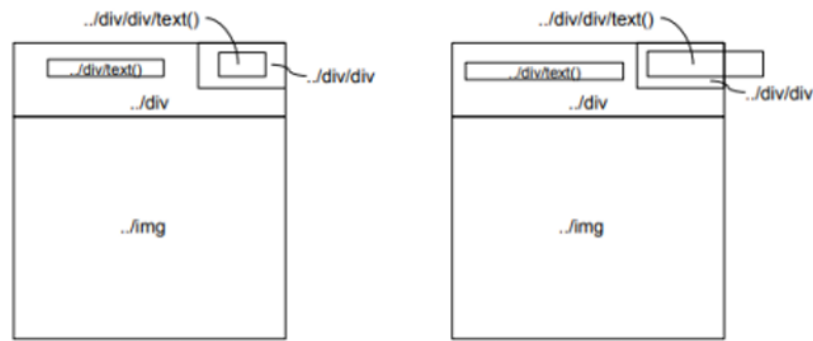 ../div/div/text()
../div/text()
../div/div
../div
../img
../div/div/text()
../div/text()
../div/div
../div
../img